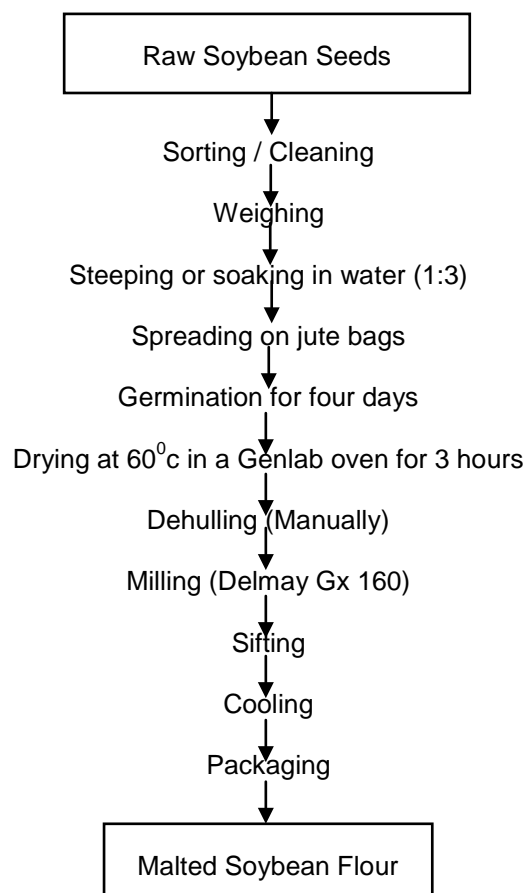 Raw Soybean Seeds
Sorting / Cleaning
Weighing
Steeping or soaking in water (1:3)
Spreading on jute bags
Germination for four days
Drying at 60⁰c in a Genlab oven for 3 hours
Dehulling (Manually)
Milling (Delmay Gx 160)
Sifting
Cooling
Packaging
Malted Soybean Flour